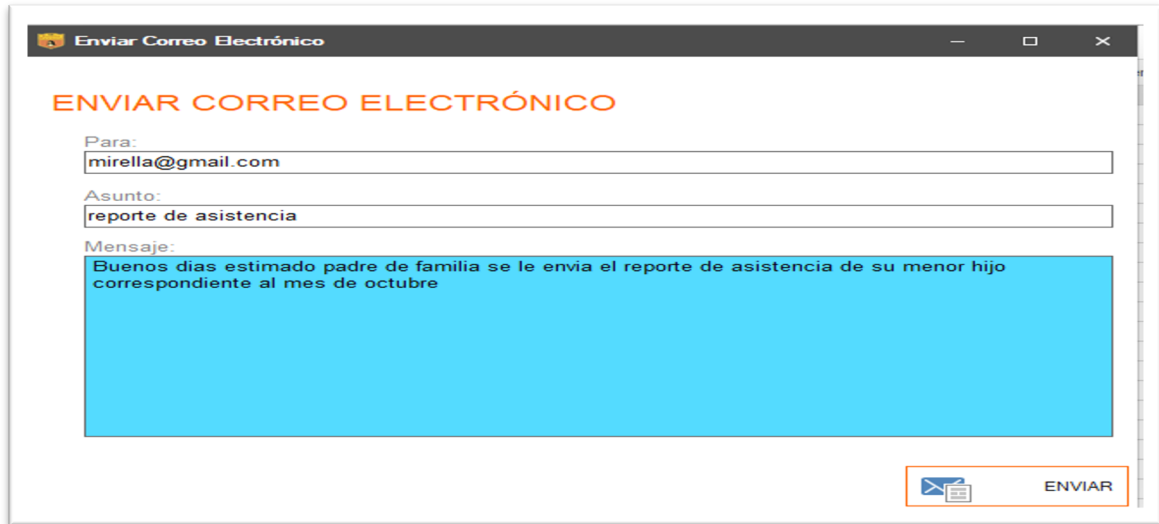 Enviar Correo Electrónico
ENVIAR CORREO ELECTRÓNICO
Para:
mirella@gmail.com
Asunto:
reporte de asistencia
Mensaje:
Buenos dias estimado padre de familia se le envia el reporte de asistencia de su menor hijo
correspondiente al mes de octubre
ENVIAR